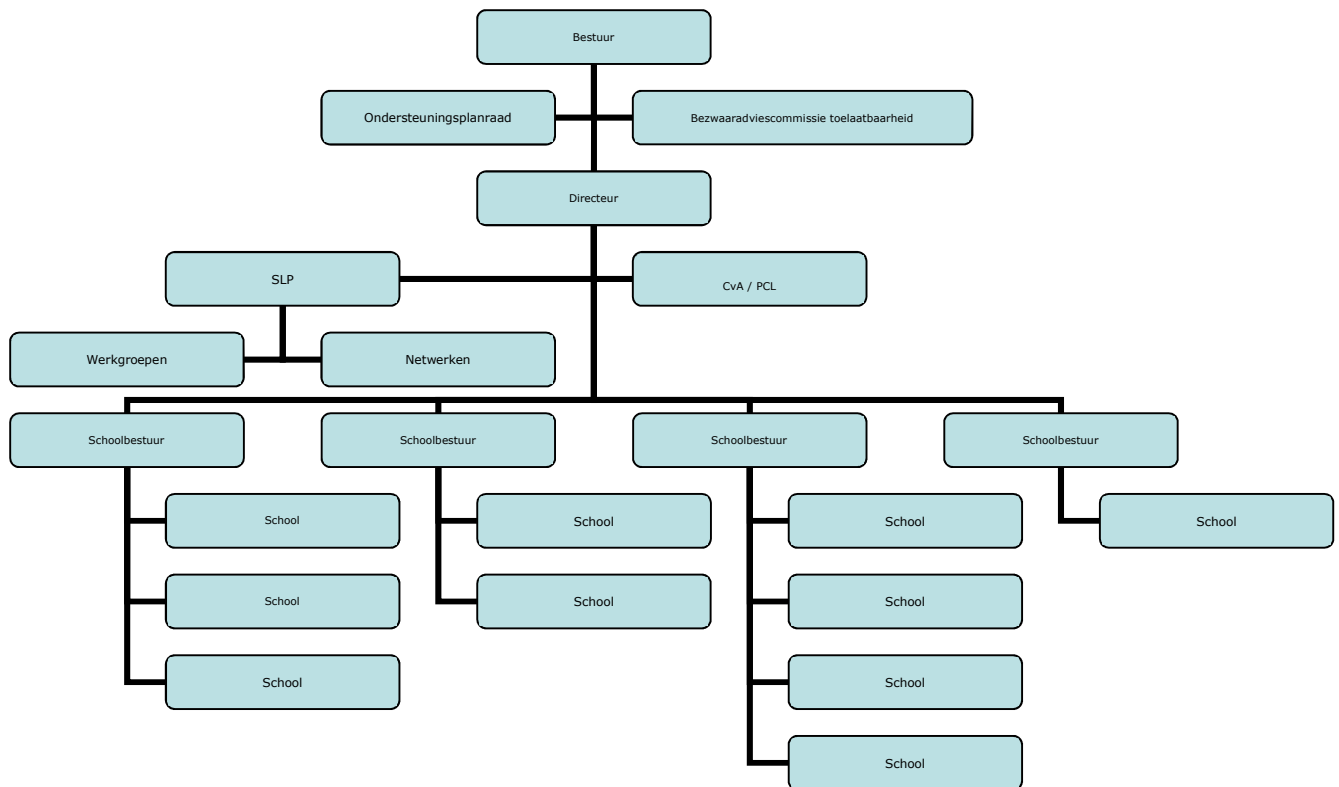 Bestuur
Ondersteuningsplanraad
Bezwaaradviescommissie toelaatbaarheid
Directeur
SLP
CvA / PCL
Werkgroepen
Netwerken
Schoolbestuur
Schoolbestuur
Schoolbestuur
Schoolbestuur
School
School
School
School
School
School
School
School
School
School